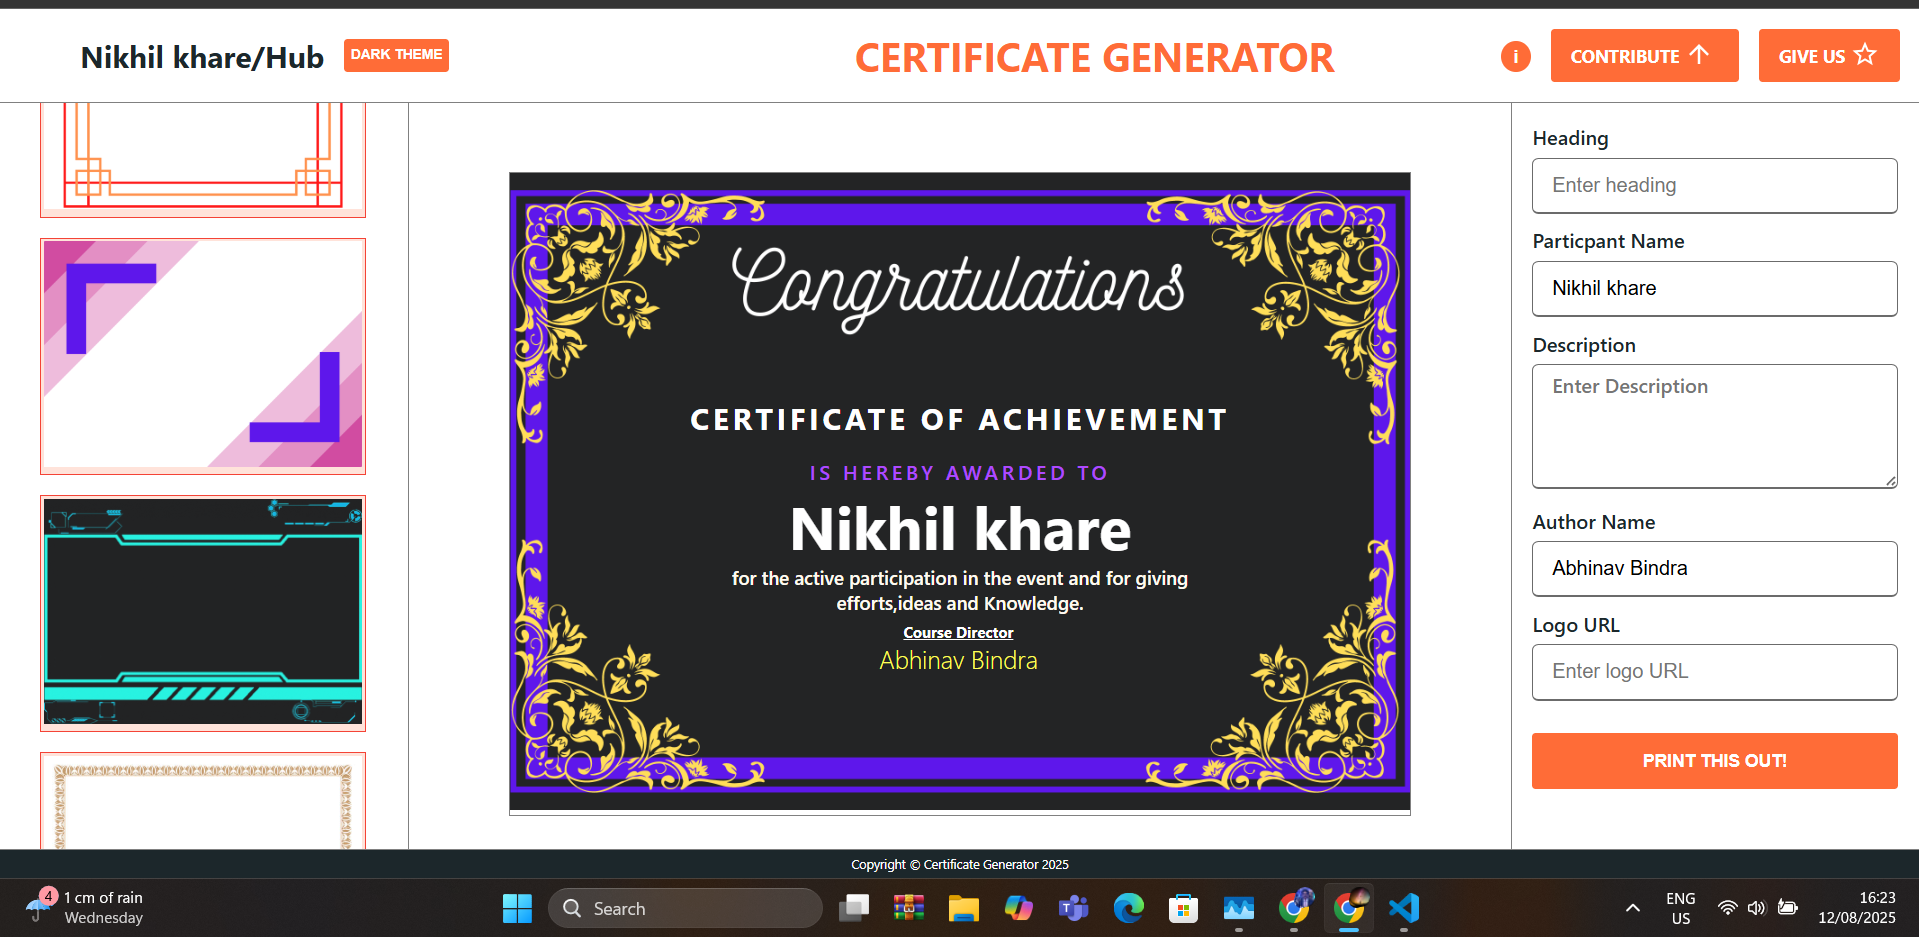 Nikhil khare/Hub
DARK THEME
CERTIFICATE GENERATOR
i
CONTRIBUTE
GIVE US
Congratulations
CERTIFICATE OF ACHIEVEMENT
IS HEREBY AWARDED TO
Nikhil khare
for the active participation in the event and for giving
efforts,ideas and Knowledge.
Course Director
Abhinav Bindra
Heading
Enter heading
Particpant Name
Nikhil khare
Description
Enter Description
Author Name
Abhinav Bindra
Logo URL
Enter logo URL
PRINT THIS OUT!
Copyright © Certificate Generator 2025
4
1 cm of rain
Wednesday
Search
ENG
US
16:23
12/08/2025